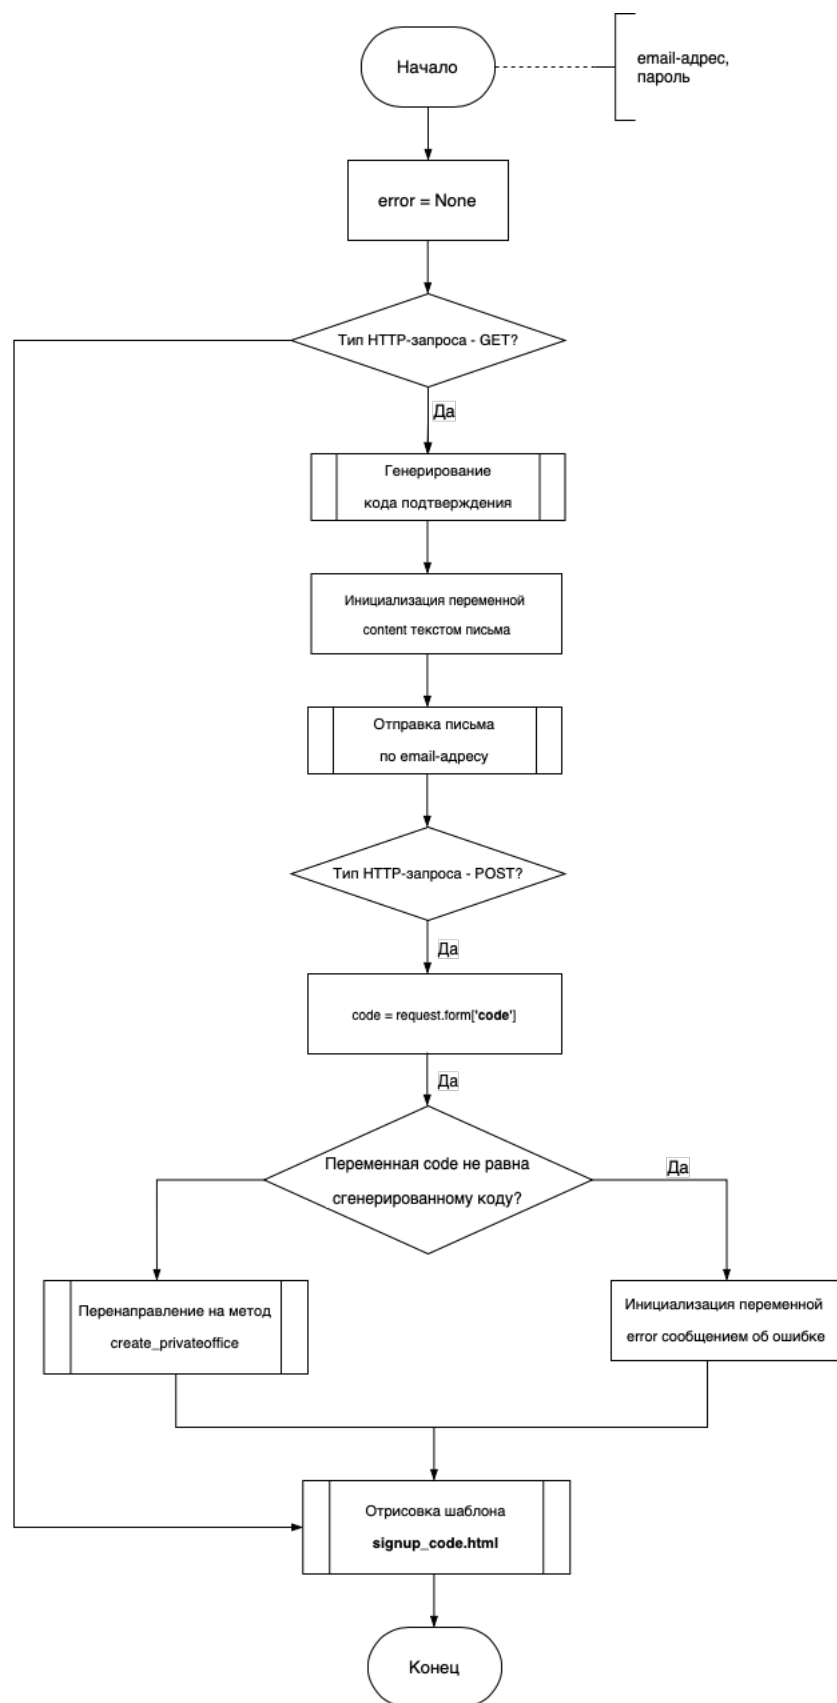 Начало
email-адрес,
пароль
error = None
Тип HTTP-запроса - GET?
Да
Генерирование
кода подтверждения
Инициализация переменной
content текстом письма
Отправка письма
по email-адресу
Тип HTTP-запроса - POST?
Да
code = request.form['code']
Да
Переменная code не равна
сгенерированному коду?
Да
Перенаправление на метод
create_privateoffice
Инициализация переменной
error сообщением об ошибке
Отрисовка шаблона
signup_code.html
Конец